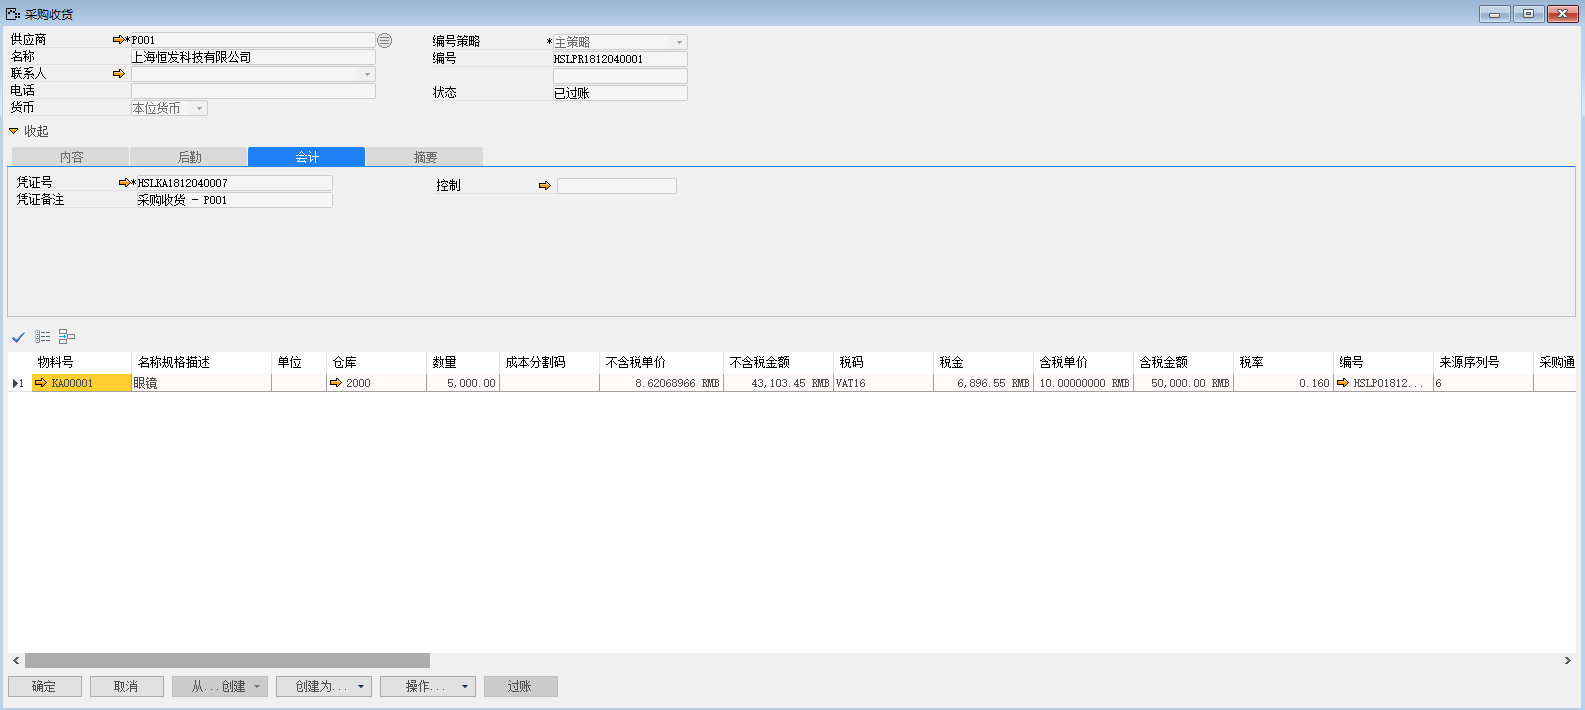 采购收货
供应商 *P001
名称 上海恒发科技有限公司
联系人
电话
货币 本位货币
编号策略 *主策略
编号 HSLPR1812040001
状态 已过账
收起
内容 后勤 会计 摘要
凭证号 *HSLKA1812040007
凭证备注 采购收货 - P001
控制
物料号 名称规格描述 单位 仓库 数量 成本分割码 不含税单价 不含税金额 税码 税金 含税单价 含税金额 税率 编号 来源序列号 采购通
1 KA00001 眼镜 2000 5,000.00 8.62068966 RMB 43,103.45 RMB VAT16 6,896.55 RMB 10.00000000 RMB 50,000.00 RMB 0.160 HSLPO1812... 6
确定 取消 从...创建 创建为... 操作... 过账